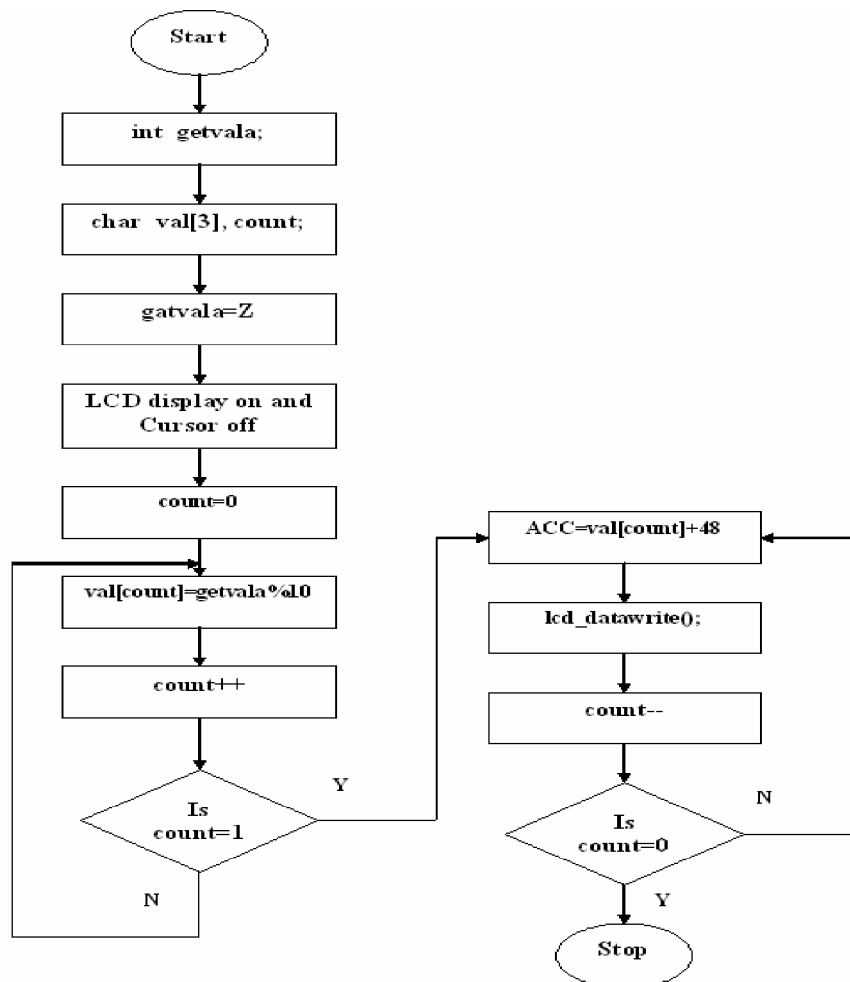 Start
int getvala;
char val[3], count;
gatvala=Z
LCD display on and
Cursor off
count=0
val[count]=getvala%10
count++
Is
count=1
Y
N
ACC=val[count]+48
lcd_datawrite();
count--
Is
count=0
N
Y
Stop